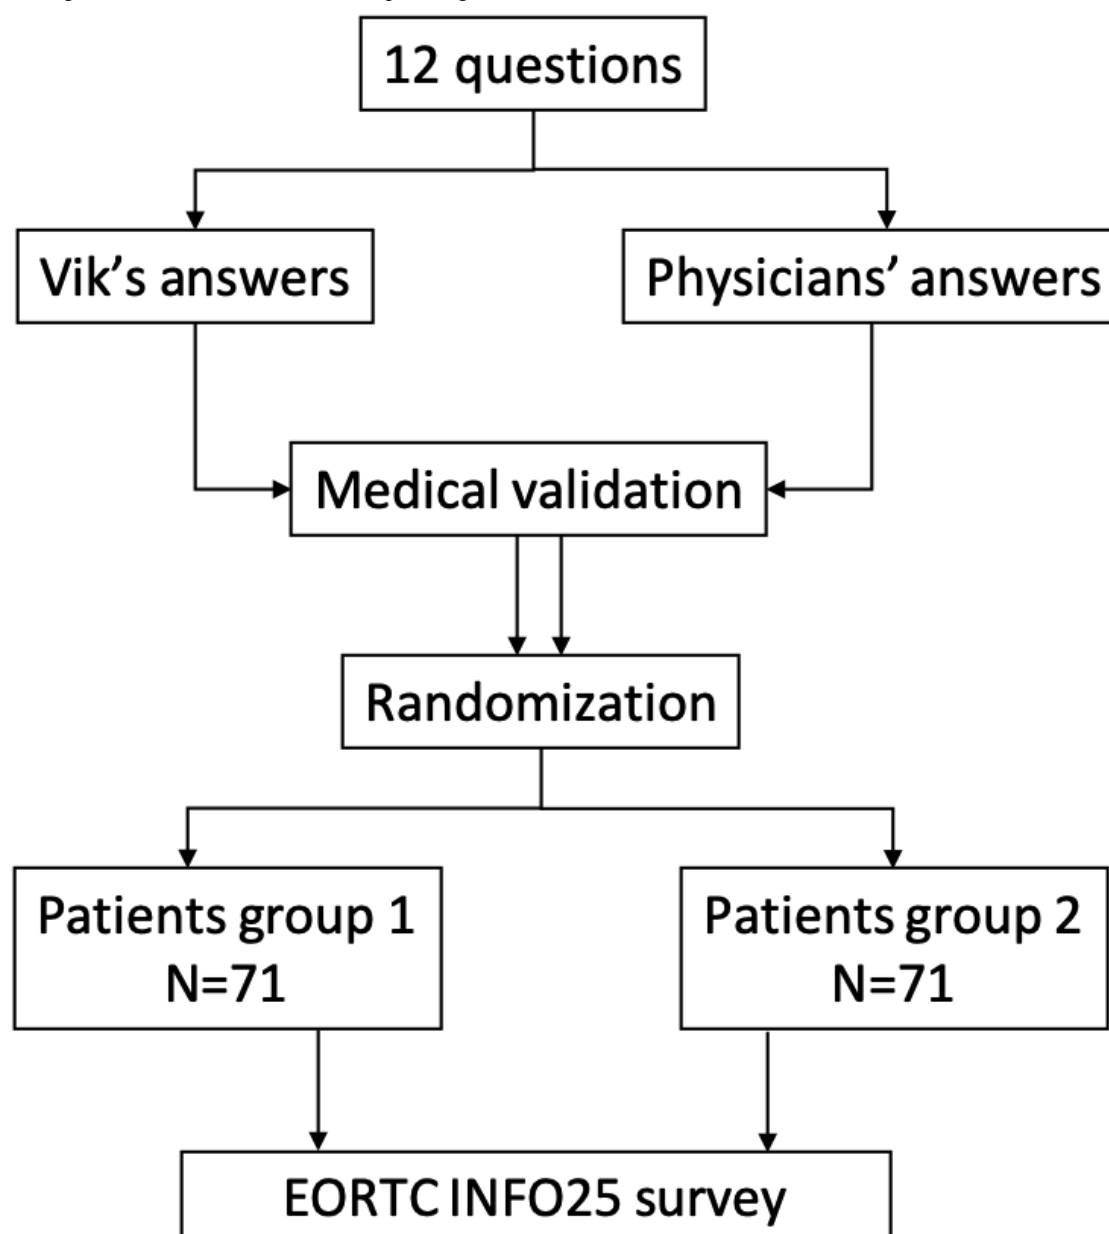 12 questions
Vik’s answers
Physicians’ answers
Medical validation
Randomization
Patients group 1
N=71
Patients group 2
N=71
EORTC INFO25 survey